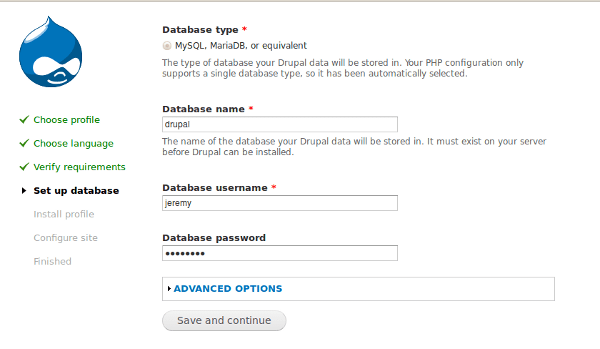 Database type *
MySQL, MariaDB, or equivalent
The type of database your Drupal data will be stored in. Your PHP configuration only
supports a single database type, so it has been automatically selected.
Choose profile
Choose language
Verify requirements
Set up database
Install profile
Configure site
Finished
Database name *
drupal
The name of the database your Drupal data will be stored in. It must exist on your server
before Drupal can be installed.
Database username *
jeremy
Database password
••••••••
ADVANCED OPTIONS
Save and continue